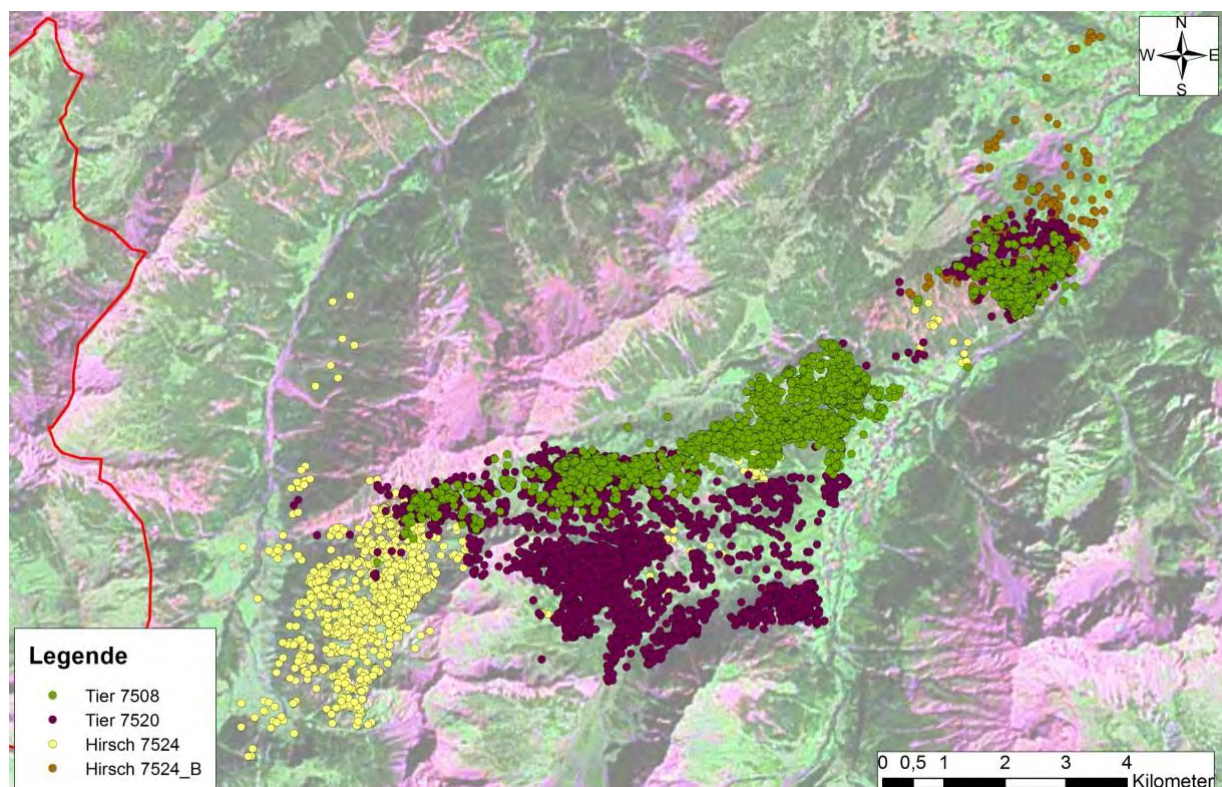 N
W E
S
Legende
Tier 7508
Tier 7520
Hirsch 7524
Hirsch 7524_B
0 0,5 1 2 3 4
Kilometer